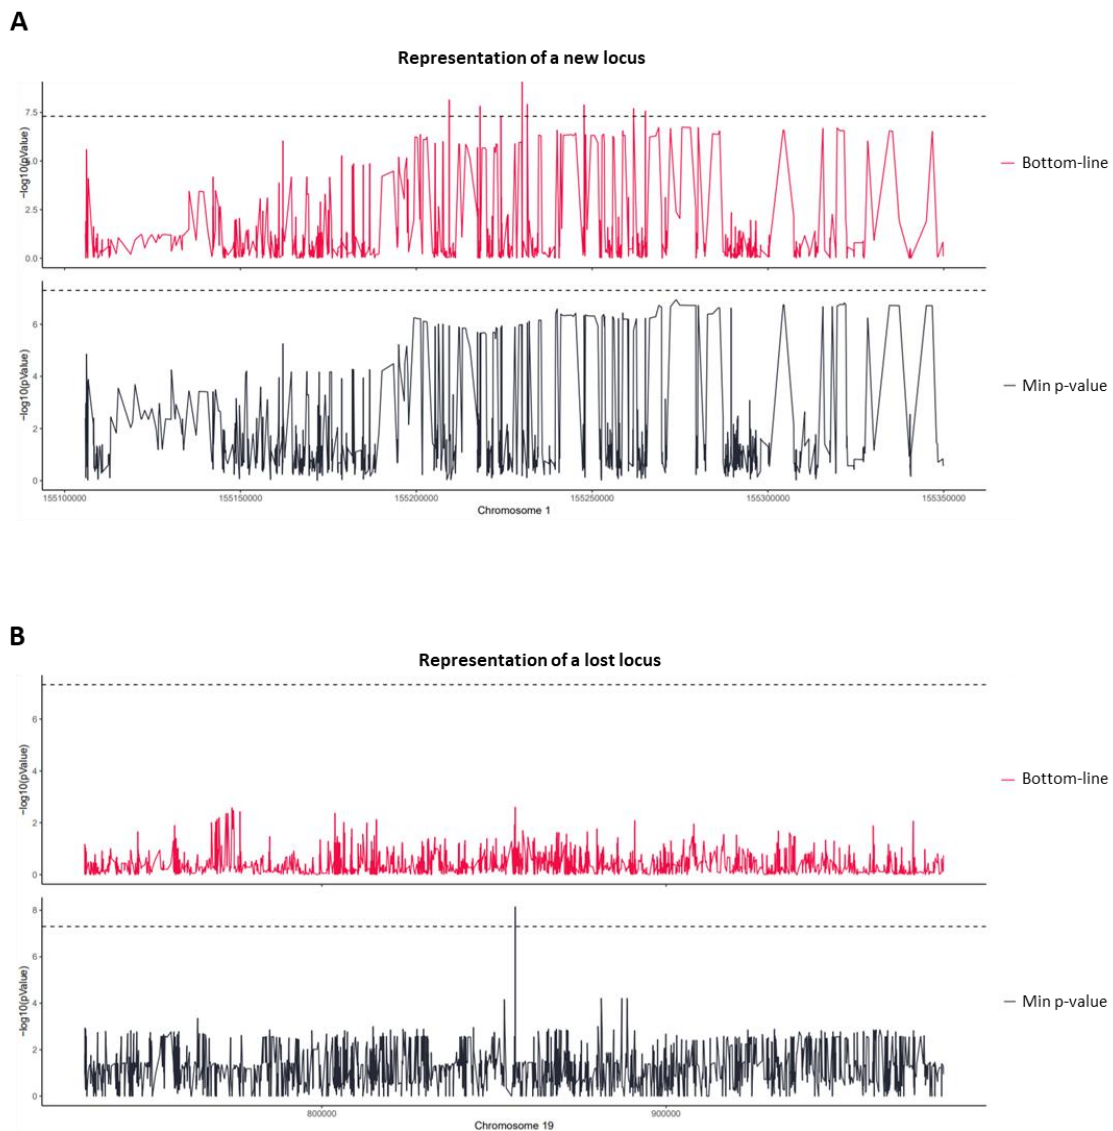 A
Representation of a new locus
7.5
5.0
2.5
0.0
−log10(pValue)
Bottom-line
6
4
2
0
−log10(pValue)
Min p-value
155100000 155150000 155200000 155250000 155300000 155350000
Chromosome 1
B
Representation of a lost locus
6
4
2
0
−log10(pValue)
Bottom-line
8
6
4
2
0
−log10(pValue)
Min p-value
800000 900000
Chromosome 19